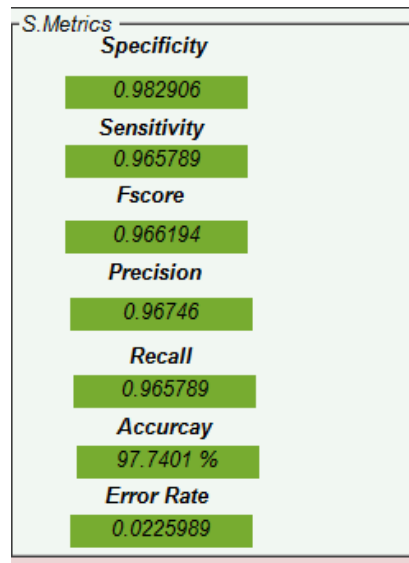 S.Metrics
Specificity
0.982906
Sensitivity
0.965789
Fscore
0.966194
Precision
0.96746
Recall
0.965789
Accurcay
97.7401 %
Error Rate
0.0225989